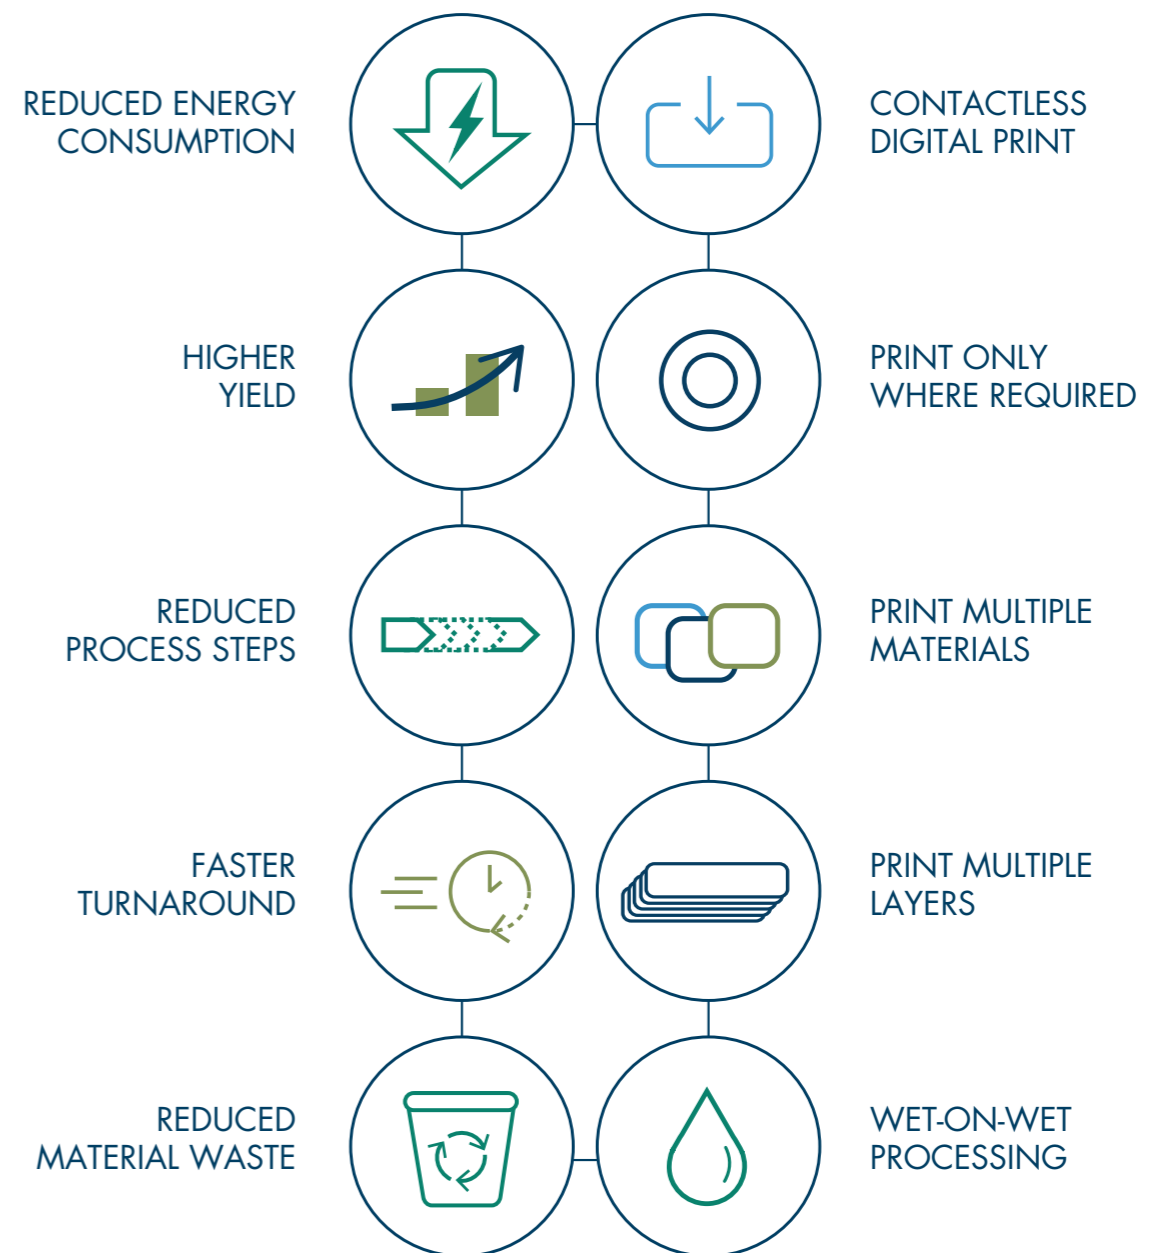 REDUCED ENERGY
CONSUMPTION
CONTACTLESS
DIGITAL PRINT
HIGHER
YIELD
PRINT ONLY
WHERE REQUIRED
REDUCED
PROCESS STEPS
PRINT MULTIPLE
MATERIALS
FASTER
TURNAROUND
PRINT MULTIPLE
LAYERS
REDUCED
MATERIAL WASTE
WET-ON-WET
PROCESSING